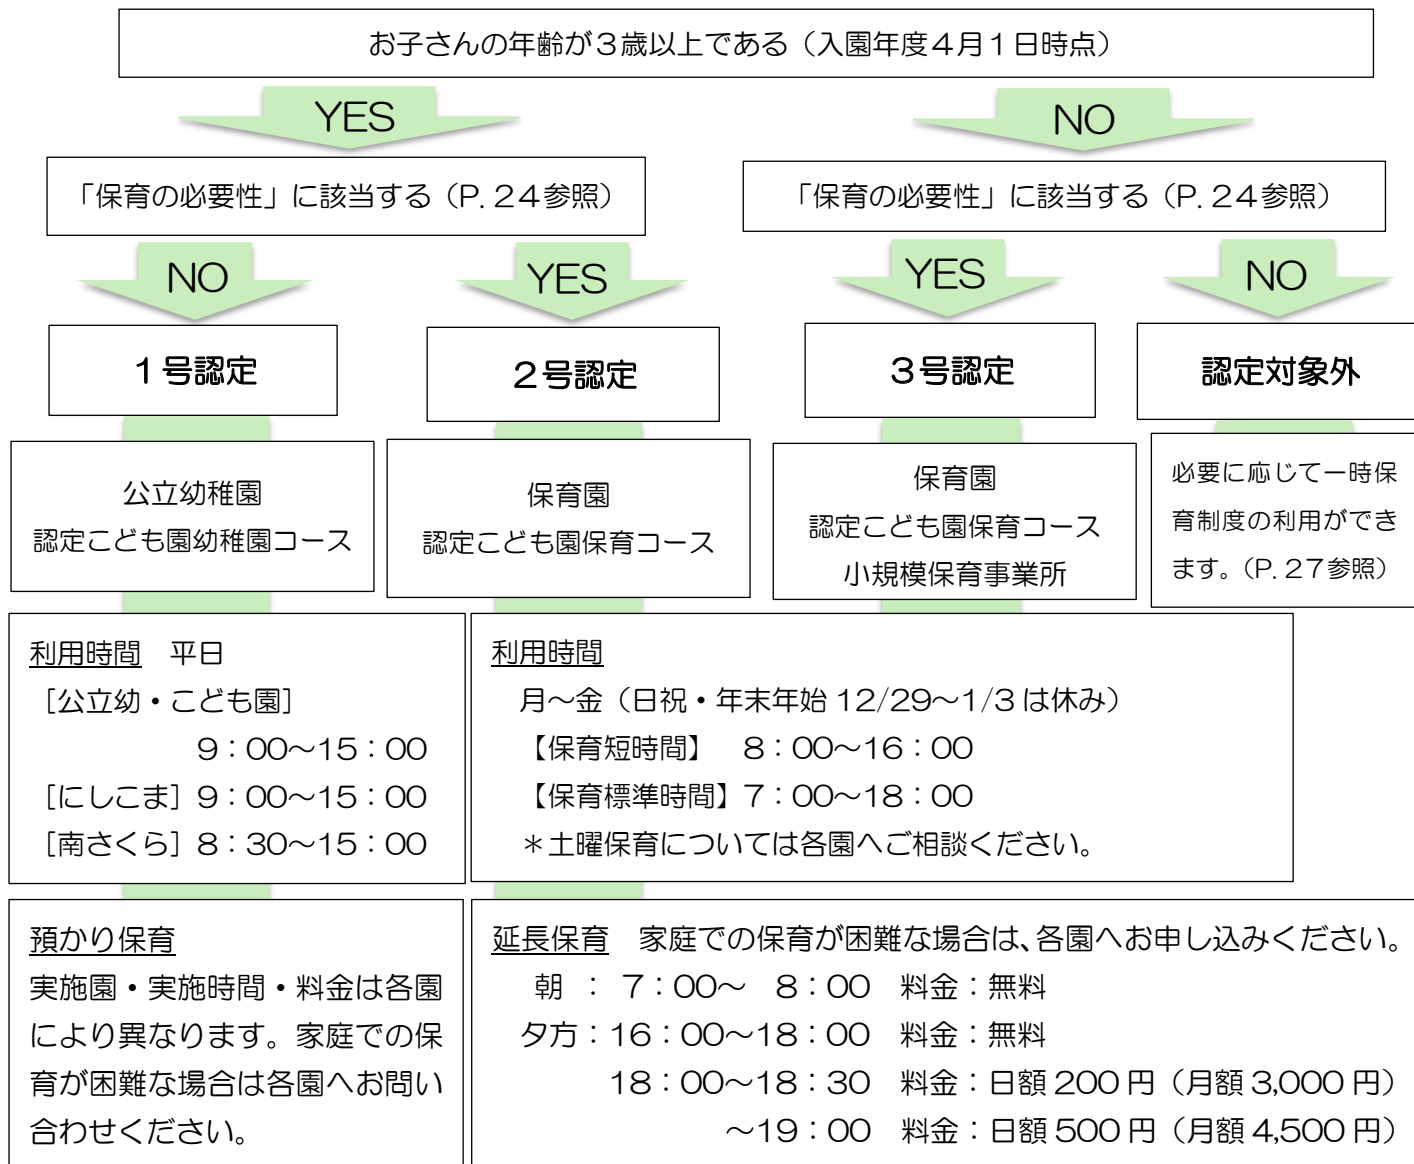 お子さんの年齢が3歳以上である（入園年度4月1日時点）
YES
NO
「保育の必要性」に該当する（P.24参照）
「保育の必要性」に該当する（P.24参照）
NO
YES
YES
NO
1号認定
2号認定
3号認定
認定対象外
公立幼稚園
認定こども園幼稚園コース
保育園
認定こども園保育コース
保育園
認定こども園保育コース
小規模保育事業所
必要に応じて一時保
育制度の利用ができ
ます。（P.27参照）
利用時間　平日
［公立幼・こども園］
9：00～15：00
［にしこま］9：00～15：00
［南さくら］8：30～15：00
利用時間
月～金（日祝・年末年始 12/29～1/3 は休み）
【保育短時間】　8：00～16：00
【保育標準時間】7：00～18：00
＊土曜保育については各園へご相談ください。
預かり保育
実施園・実施時間・料金は各園
により異なります。家庭での保
育が困難な場合は各園へお問い
合わせください。
延長保育　家庭での保育が困難な場合は、各園へお申し込みください。
朝　：　7：00～　8：00　料金：無料
夕方：16：00～18：00　料金：無料
18：00～18：30　料金：日額 200 円（月額 3,000 円）
～19：00　料金：日額 500 円（月額 4,500 円）